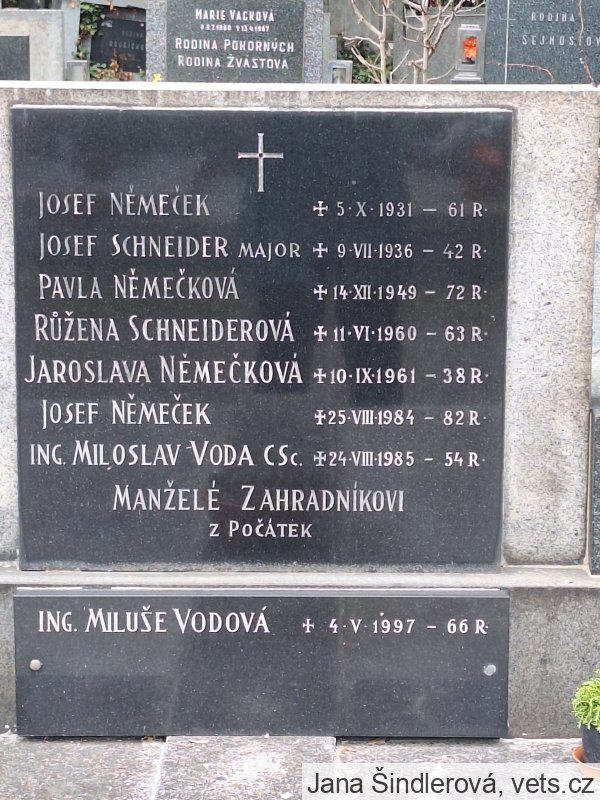 MARIE VACKOVÁ
RODINA POKORNÝCH
RODINA ŽVÁSTOVA
RODINA
JOSEF NĚMEČEK ✝ 5·X·1931 – 61 R·
JOSEF SCHNEIDER MAJOR ✝ 9·VII·1936 – 42 R·
PAVLA NĚMEČKOVÁ ✝ 14·XII·1949 – 72 R·
RŮŽENA SCHNEIDEROVÁ ✝ 11·VI·1960 – 63 R·
JAROSLAVA NĚMEČKOVÁ ✝ 10·IX·1961 – 38 R·
JOSEF NĚMEČEK ✝ 25·VIII·1984 – 82 R·
ING. MILOSLAV VODA CSC. ✝ 24·VIII·1985 – 54 R·
MANŽELÉ ZAHRADNÍKOVI
Z POČÁTEK
ING. MILUŠE VODOVÁ ✝ 4·V·1997 – 66 R·
Jana Šindlerová, vets.cz